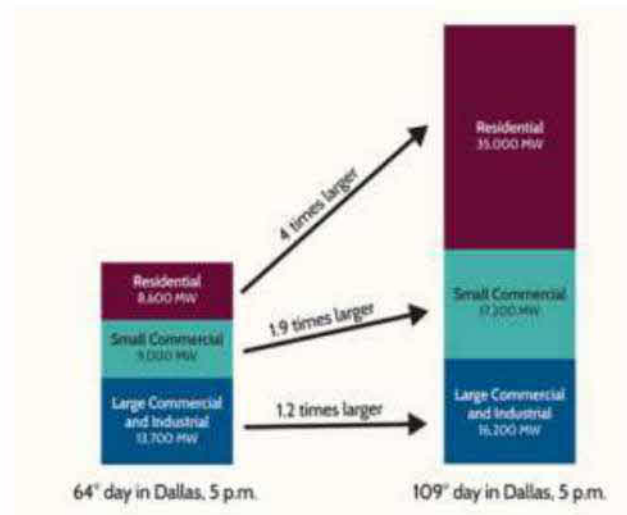 Residential
35,000 MW
4 times larger
Residential
8,600 MW
Small Commercial
9,000 MW
1.9 times larger
Small Commercial
17,200 MW
Large Commercial
and Industrial
13,700 MW
1.2 times larger
Large Commercial
and Industrial
16,200 MW
64° day in Dallas, 5 p.m.
109° day in Dallas, 5 p.m.